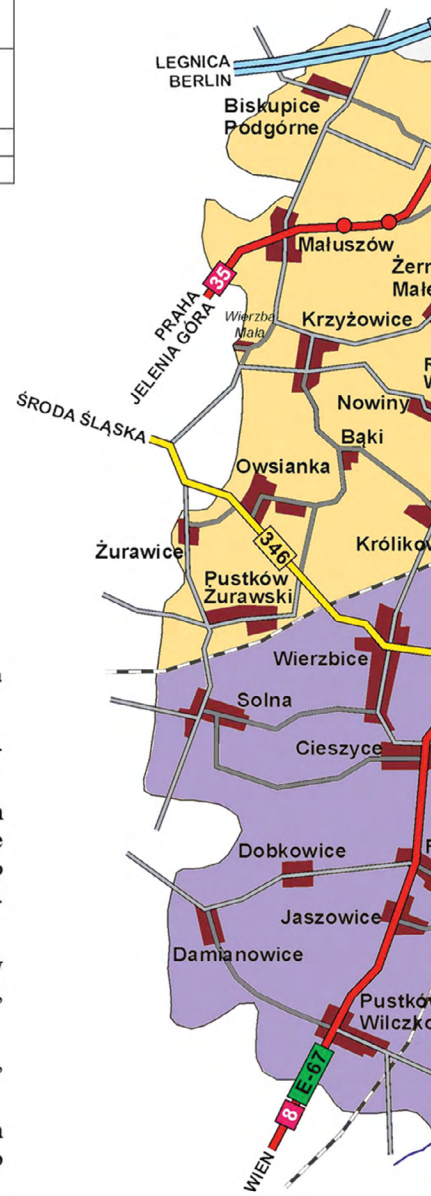 LEGNICA
BERLIN
Biskupice
Podgórne
Małuszów
35
PRAHA
JELENIA GÓRA
Wierzba
Mała
Krzyżowice
Nowiny
ŚRODA ŚLĄSKA
Bąki
Owsianka
346
Żurawice
Pustków
Żurawski
Wierzbice
Solna
Cieszyce
Dobkowice
Jaszowice
Damianowice
E-67
8
WIEN